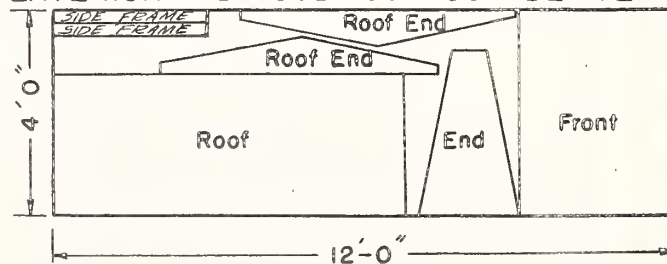 SIDE FRAME
SIDE FRAME
Roof End
Roof End
Roof
End
Front
4'0"
12'-0"